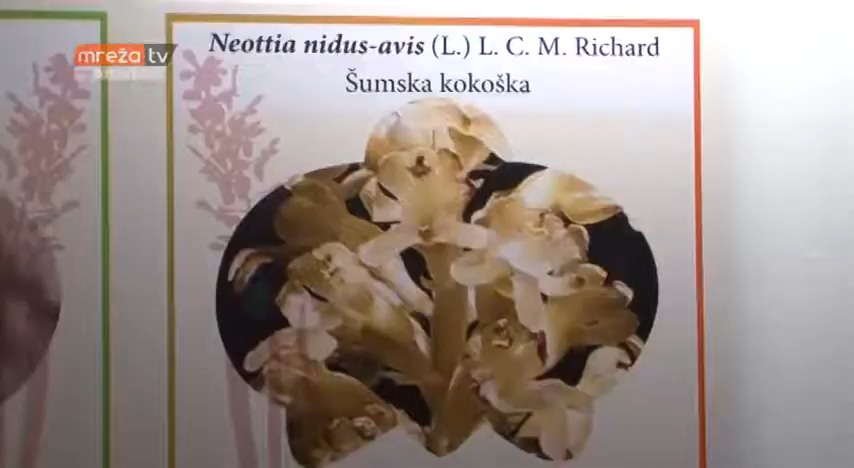 mreža tv
Neottia nidus-avis (L.) L. C. M. Richard
Šumska kokoška